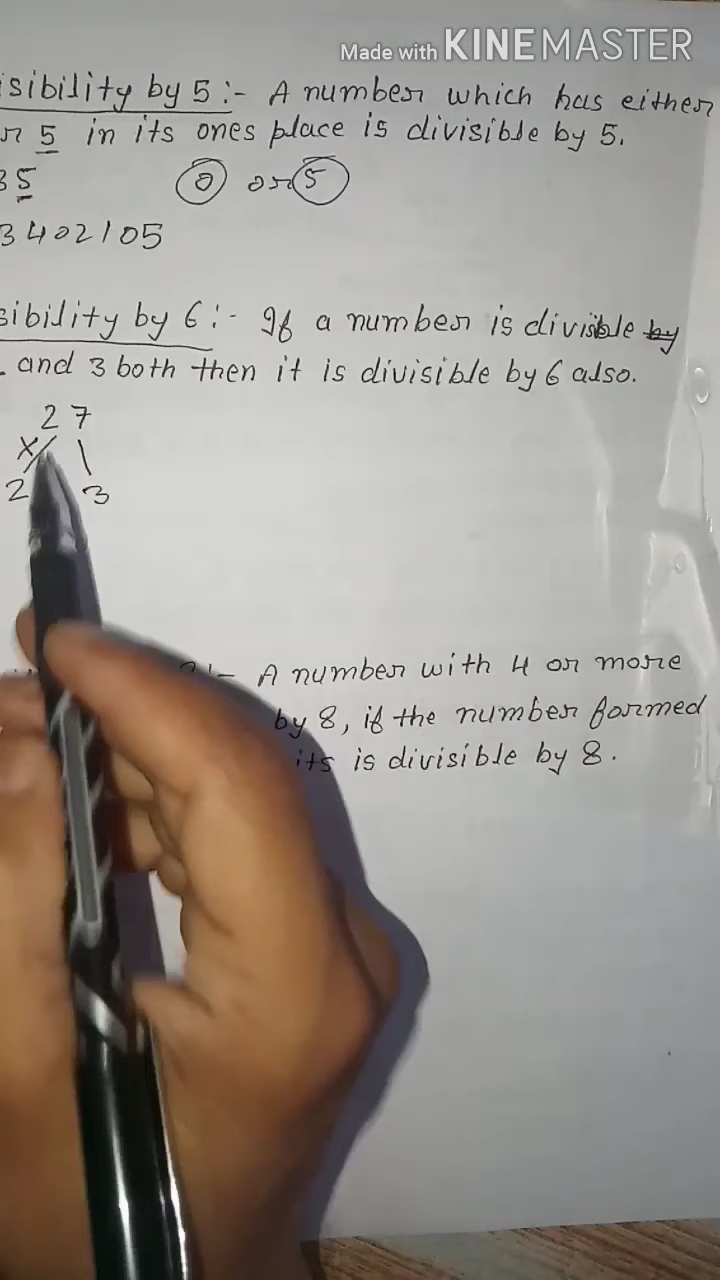 Made with KINEMASTER
sibility by 5 :- A number which has either
5 in its ones place is divisible by 5.
35
0 or 5
3402105
sibility by 6 :- If a number is divisible by
and 3 both then it is divisible by 6 also.
27
X
2 3
:- A number with 4 or more
by 8, if the number formed
its is divisible by 8.